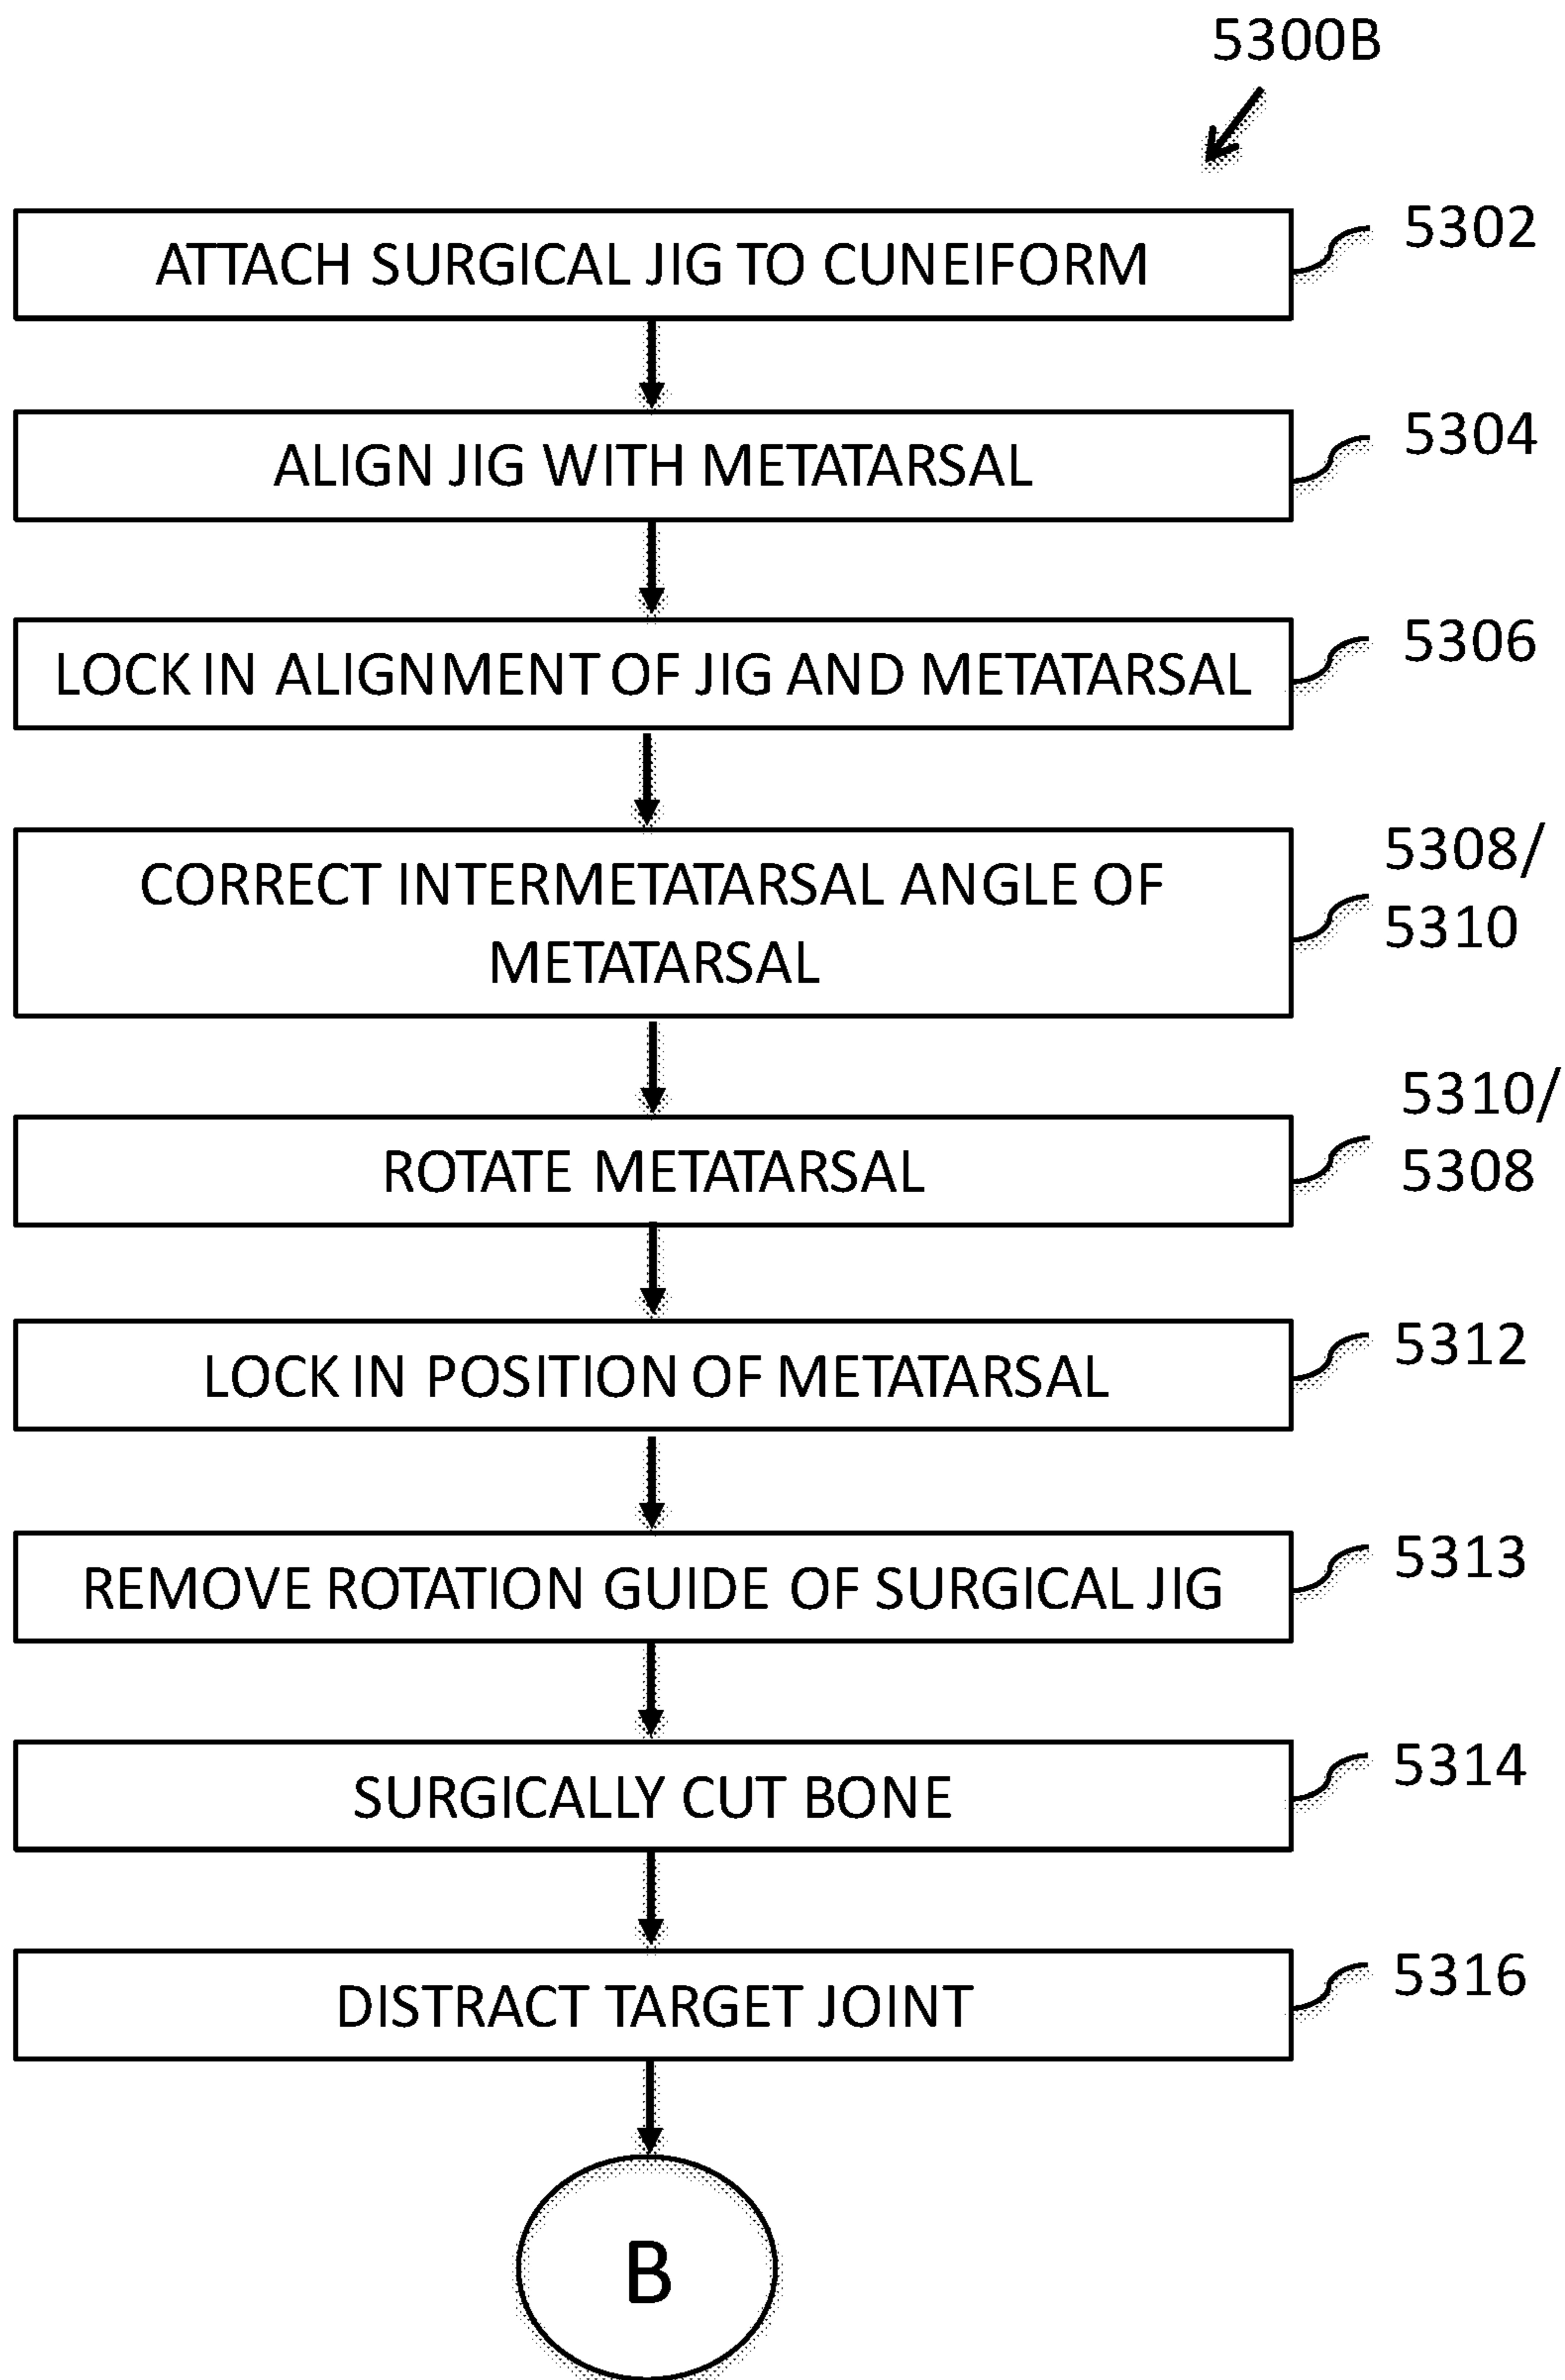 5300B
ATTACH SURGICAL JIG TO CUNEIFORM
5302
ALIGN JIG WITH METATARSAL
5304
LOCK IN ALIGNMENT OF JIG AND METATARSAL
5306
CORRECT INTERMETATARSAL ANGLE OF
METATARSAL
5308/
5310
ROTATE METATARSAL
5310/
5308
LOCK IN POSITION OF METATARSAL
5312
REMOVE ROTATION GUIDE OF SURGICAL JIG
5313
SURGICALLY CUT BONE
5314
DISTRACT TARGET JOINT
5316
B